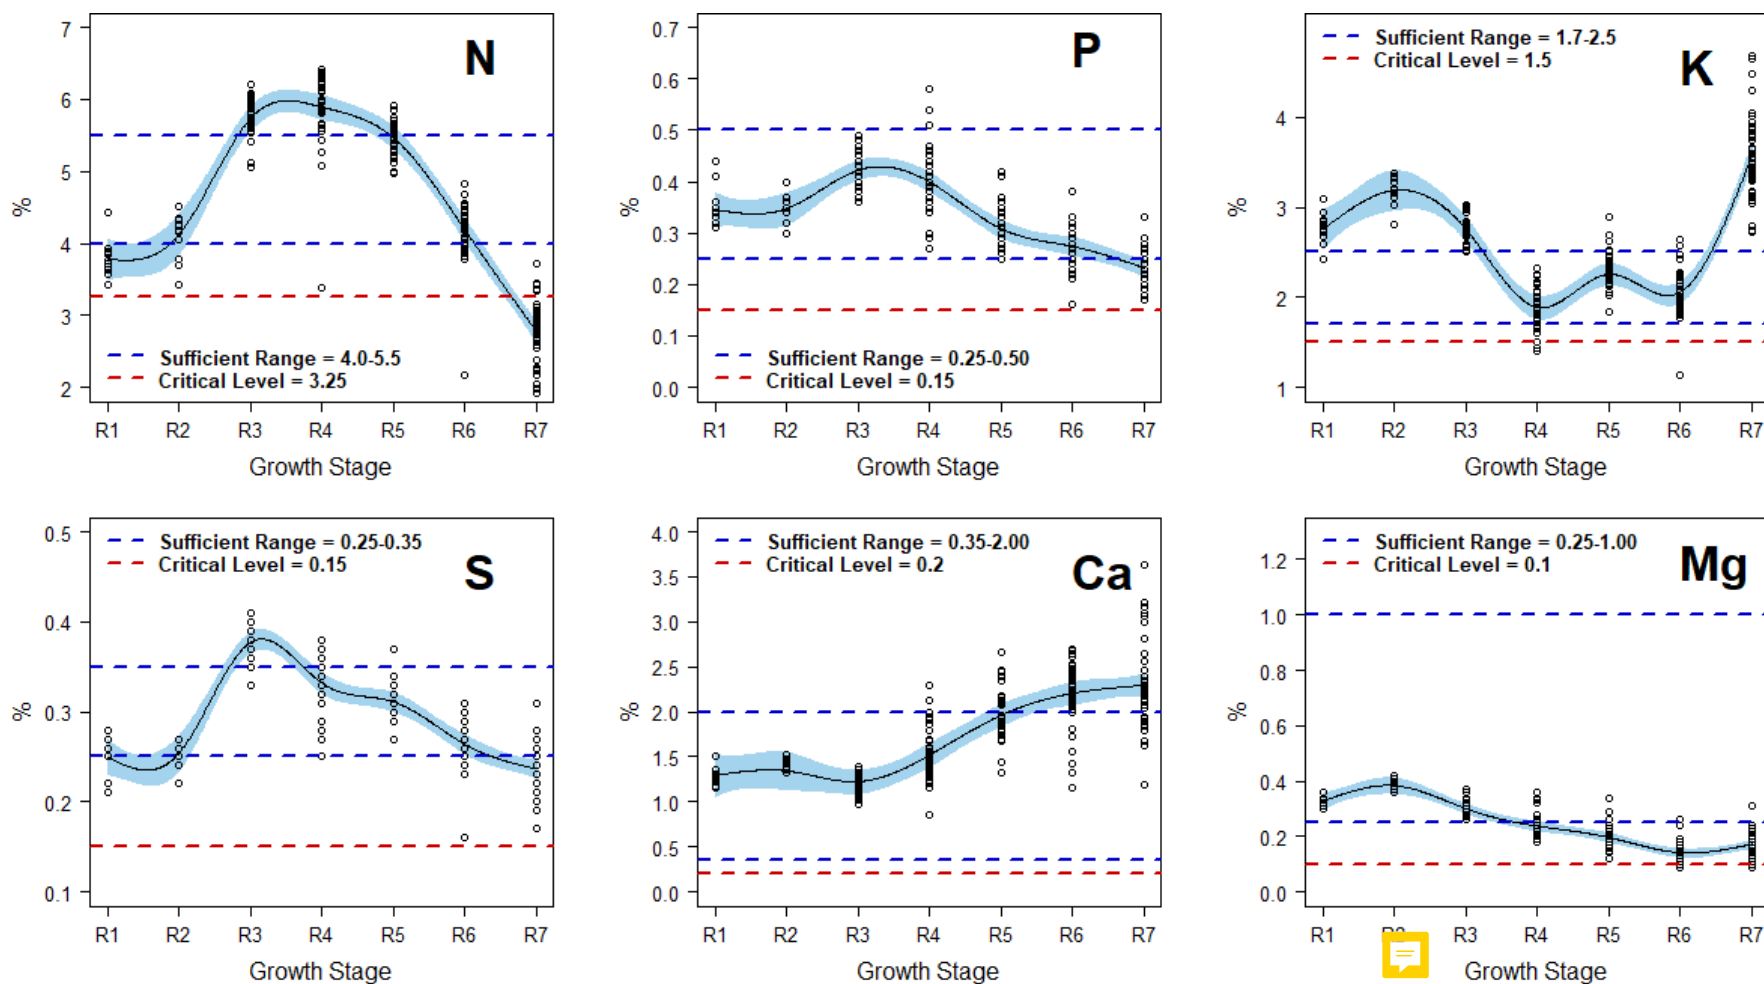 N
7
6
5
4
3
2
%
Sufficient Range = 4.0-5.5
Critical Level = 3.25
R1 R2 R3 R4 R5 R6 R7
Growth Stage
P
0.7
0.6
0.5
0.4
0.3
0.2
0.1
0.0
%
Sufficient Range = 0.25-0.50
Critical Level = 0.15
R1 R2 R3 R4 R5 R6 R7
Growth Stage
Sufficient Range = 1.7-2.5
Critical Level = 1.5
K
4
3
2
1
%
R1 R2 R3 R4 R5 R6 R7
Growth Stage
Sufficient Range = 0.25-0.35
Critical Level = 0.15
S
0.5
0.4
0.3
0.2
0.1
%
R1 R2 R3 R4 R5 R6 R7
Growth Stage
Sufficient Range = 0.35-2.00
Critical Level = 0.2
Ca
4.0
3.5
3.0
2.5
2.0
1.5
1.0
0.5
0.0
%
R1 R2 R3 R4 R5 R6 R7
Growth Stage
Sufficient Range = 0.25-1.00
Critical Level = 0.1
Mg
1.2
1.0
0.8
0.6
0.4
0.2
0.0
%
R1 R2 R3 R4 R5 R6 R7
Growth Stage